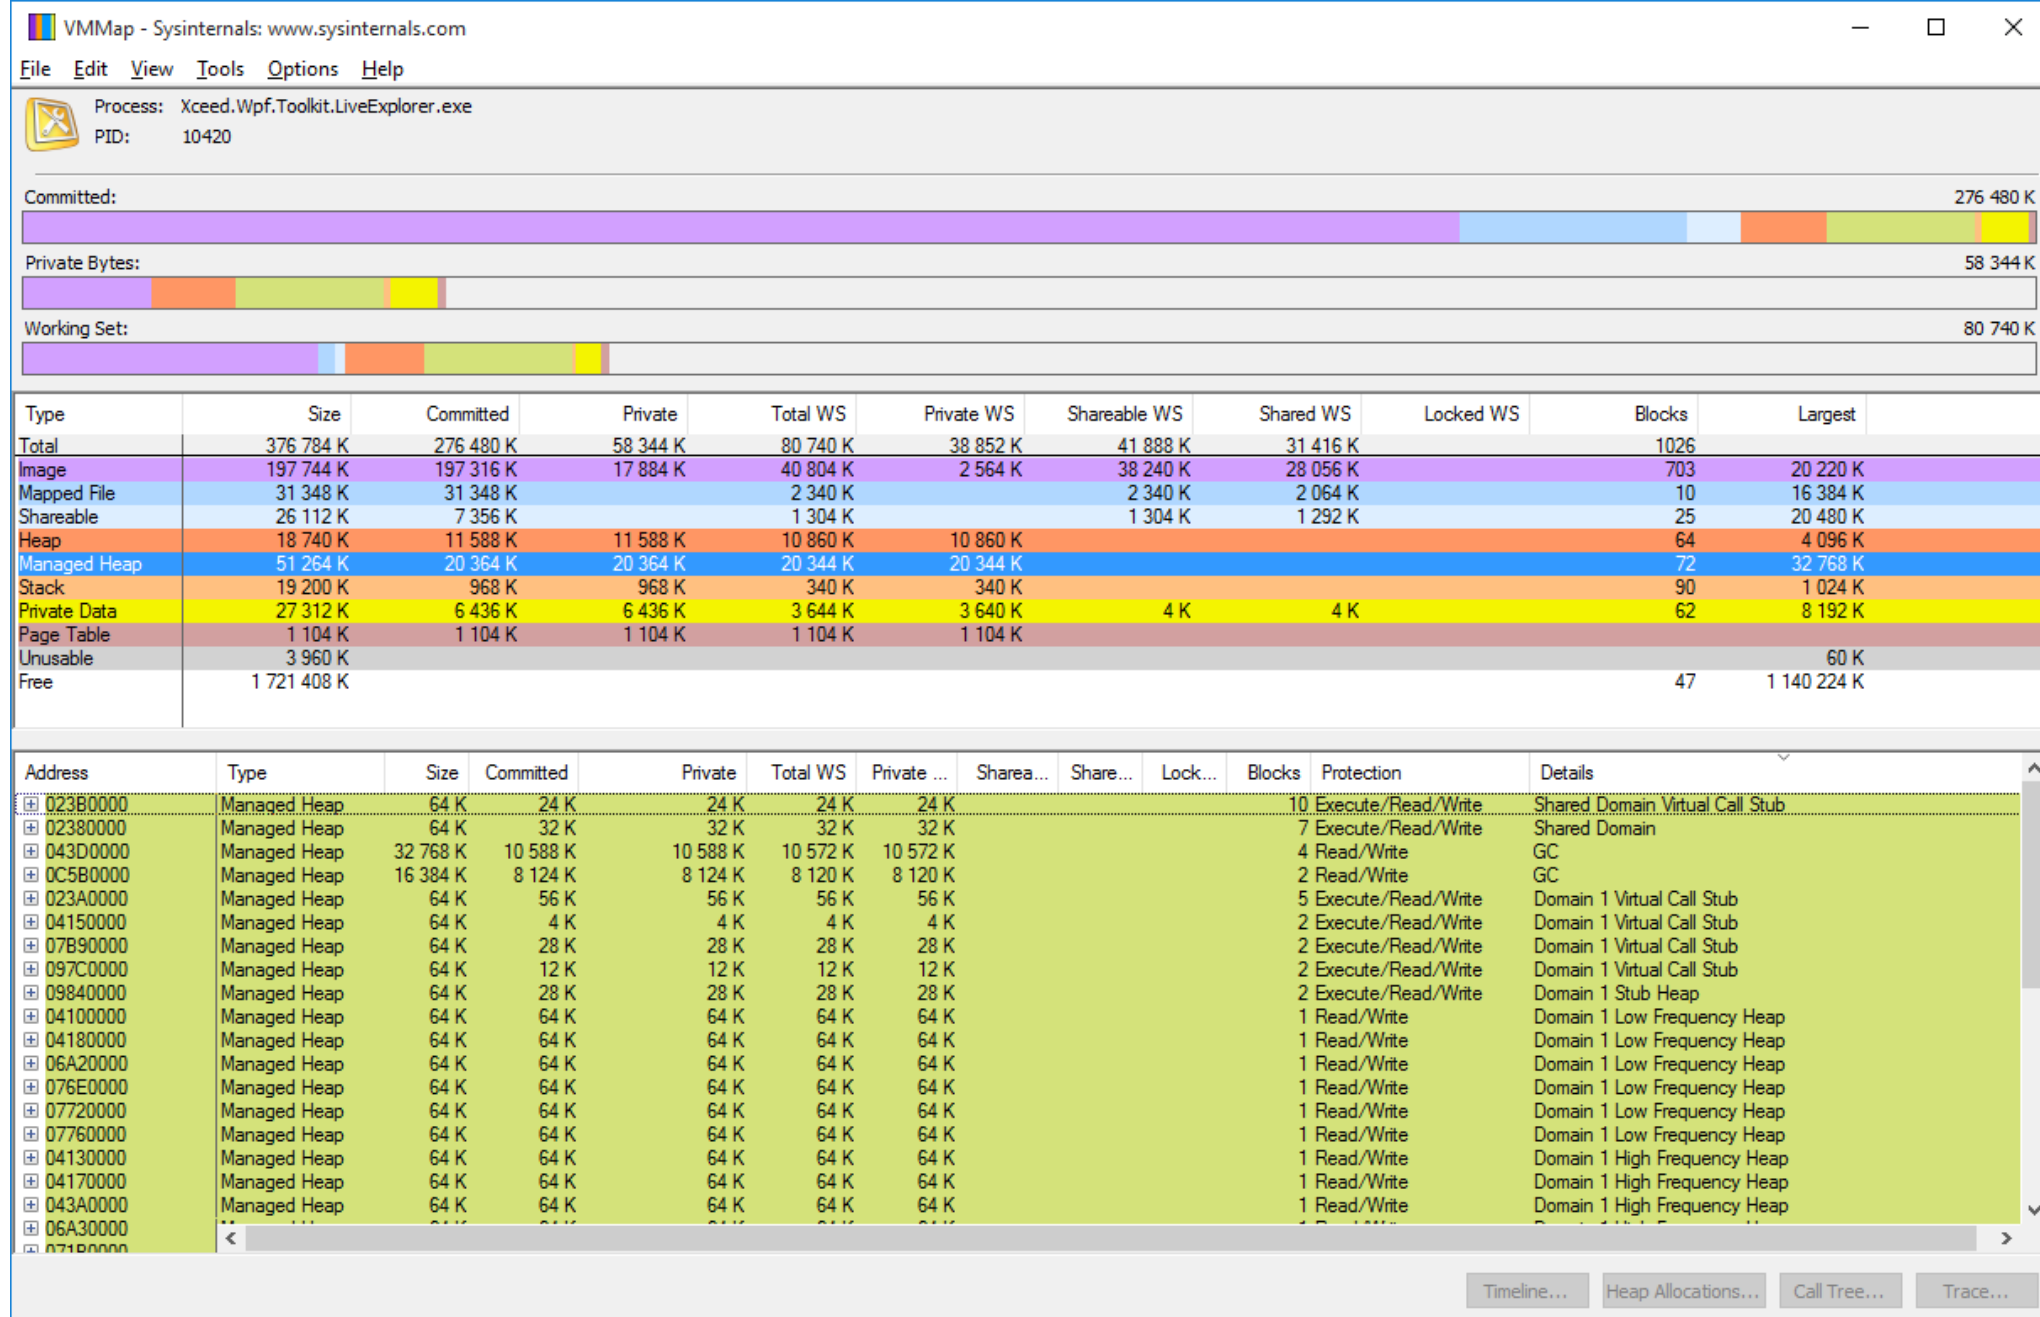 VMMap - Sysinternals: www.sysinternals.com
File Edit View Tools Options Help
Process: Xceed.Wpf.Toolkit.LiveExplorer.exe
PID: 10420
Committed: 276 480 K
Private Bytes: 58 344 K
Working Set: 80 740 K
Type Size Committed Private Total WS Private WS Shareable WS Shared WS Locked WS Blocks Largest
Total 376 784 K 276 480 K 58 344 K 80 740 K 38 852 K 41 888 K 31 416 K 1026
Image 197 744 K 197 316 K 17 884 K 40 804 K 2 564 K 38 240 K 28 056 K 703 20 220 K
Mapped File 31 348 K 31 348 K 2 340 K 2 340 K 2 064 K 10 16 384 K
Shareable 26 112 K 7 356 K 1 304 K 1 304 K 1 292 K 25 20 480 K
Heap 18 740 K 11 588 K 11 588 K 10 860 K 10 860 K 64 4 096 K
Managed Heap 51 264 K 20 364 K 20 364 K 20 344 K 20 344 K 72 32 768 K
Stack 19 200 K 968 K 968 K 340 K 340 K 90 1 024 K
Private Data 27 312 K 6 436 K 6 436 K 3 644 K 3 640 K 4 K 4 K 62 8 192 K
Page Table 1 104 K 1 104 K 1 104 K 1 104 K 1 104 K
Unusable 3 960 K 60 K
Free 1 721 408 K 47 1 140 224 K
Address Type Size Committed Private Total WS Private ... Sharea... Share... Lock... Blocks Protection Details
023B0000 Managed Heap 64 K 24 K 24 K 24 K 24 K 10 Execute/Read/Write Shared Domain Virtual Call Stub
02380000 Managed Heap 64 K 32 K 32 K 32 K 32 K 7 Execute/Read/Write Shared Domain
043D0000 Managed Heap 32 768 K 10 588 K 10 588 K 10 572 K 10 572 K 4 Read/Write GC
0C5B0000 Managed Heap 16 384 K 8 124 K 8 124 K 8 120 K 8 120 K 2 Read/Write GC
023A0000 Managed Heap 64 K 56 K 56 K 56 K 56 K 5 Execute/Read/Write Domain 1 Virtual Call Stub
04150000 Managed Heap 64 K 4 K 4 K 4 K 4 K 2 Execute/Read/Write Domain 1 Virtual Call Stub
07B90000 Managed Heap 64 K 28 K 28 K 28 K 28 K 2 Execute/Read/Write Domain 1 Virtual Call Stub
097C0000 Managed Heap 64 K 12 K 12 K 12 K 12 K 2 Execute/Read/Write Domain 1 Virtual Call Stub
09840000 Managed Heap 64 K 28 K 28 K 28 K 28 K 2 Execute/Read/Write Domain 1 Stub Heap
04100000 Managed Heap 64 K 64 K 64 K 64 K 64 K 1 Read/Write Domain 1 Low Frequency Heap
04180000 Managed Heap 64 K 64 K 64 K 64 K 64 K 1 Read/Write Domain 1 Low Frequency Heap
06A20000 Managed Heap 64 K 64 K 64 K 64 K 64 K 1 Read/Write Domain 1 Low Frequency Heap
076E0000 Managed Heap 64 K 64 K 64 K 64 K 64 K 1 Read/Write Domain 1 Low Frequency Heap
07720000 Managed Heap 64 K 64 K 64 K 64 K 64 K 1 Read/Write Domain 1 Low Frequency Heap
07760000 Managed Heap 64 K 64 K 64 K 64 K 64 K 1 Read/Write Domain 1 Low Frequency Heap
04130000 Managed Heap 64 K 64 K 64 K 64 K 64 K 1 Read/Write Domain 1 High Frequency Heap
04170000 Managed Heap 64 K 64 K 64 K 64 K 64 K 1 Read/Write Domain 1 High Frequency Heap
043A0000 Managed Heap 64 K 64 K 64 K 64 K 64 K 1 Read/Write Domain 1 High Frequency Heap
06A30000
Timeline... Heap Allocations... Call Tree... Trace...